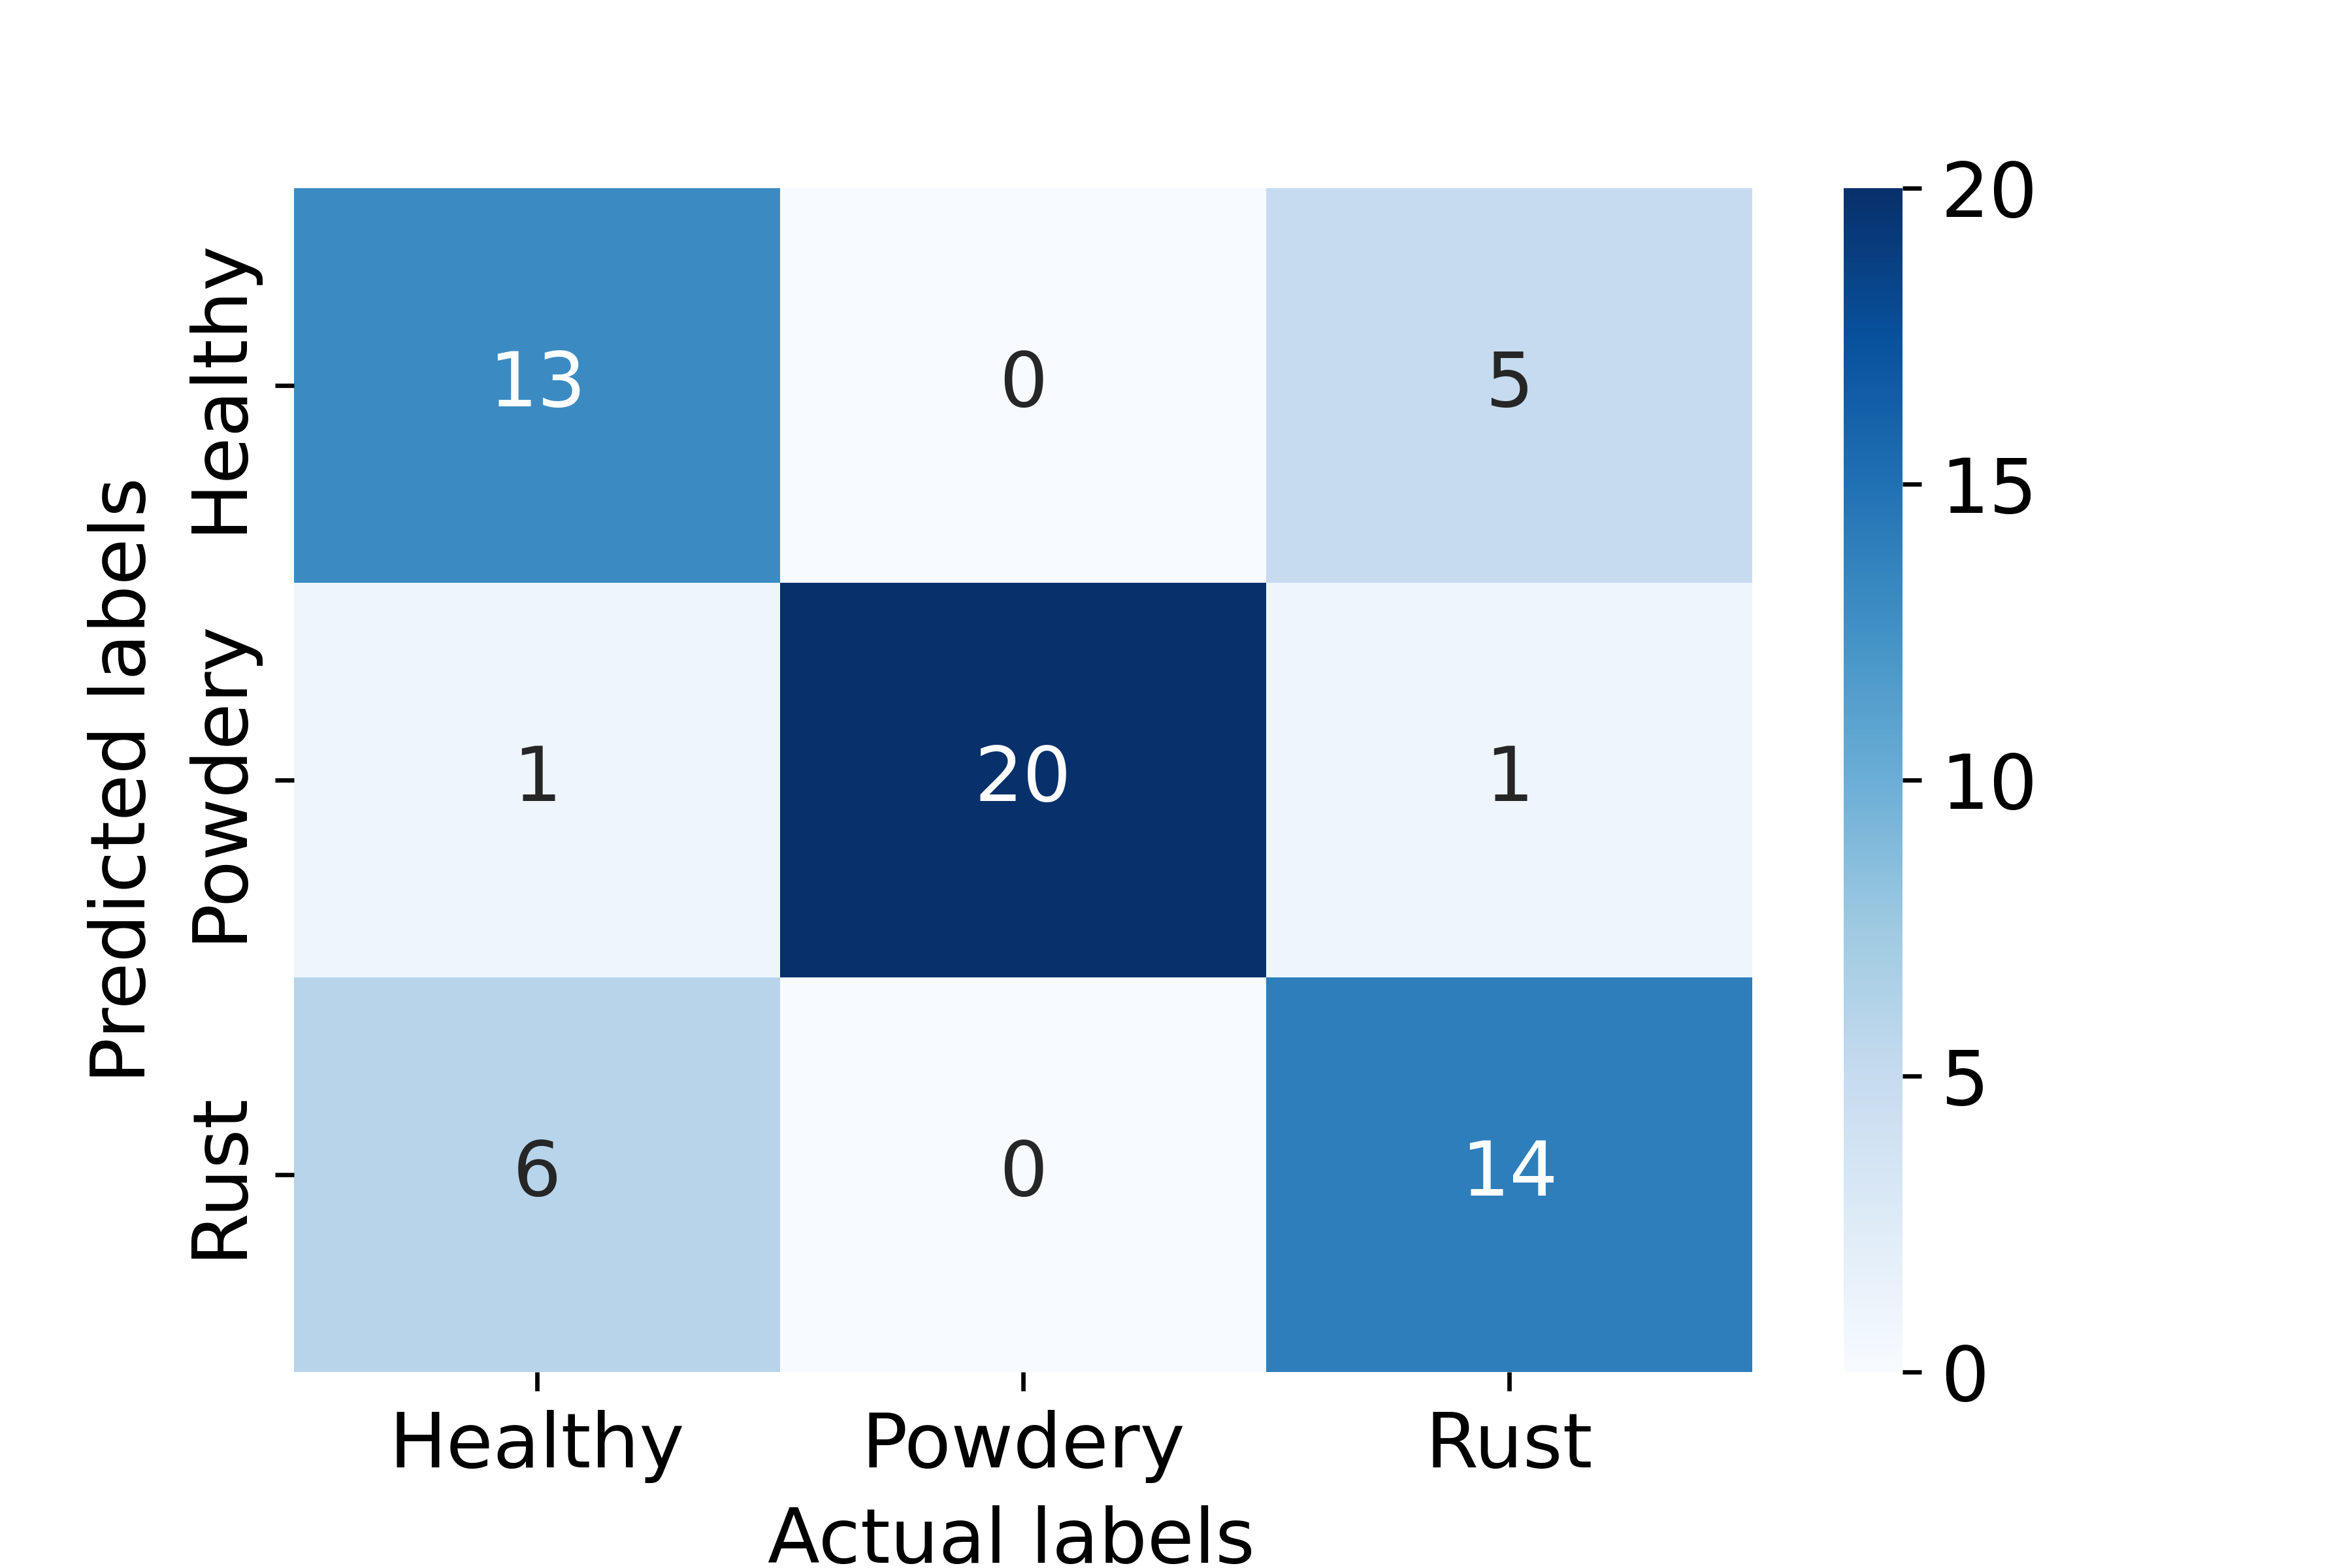 Predicted labels
Healthy
Powdery
Rust
13 0 5
1 20 1
6 0 14
Healthy Powdery Rust
Actual labels
20
15
10
5
0